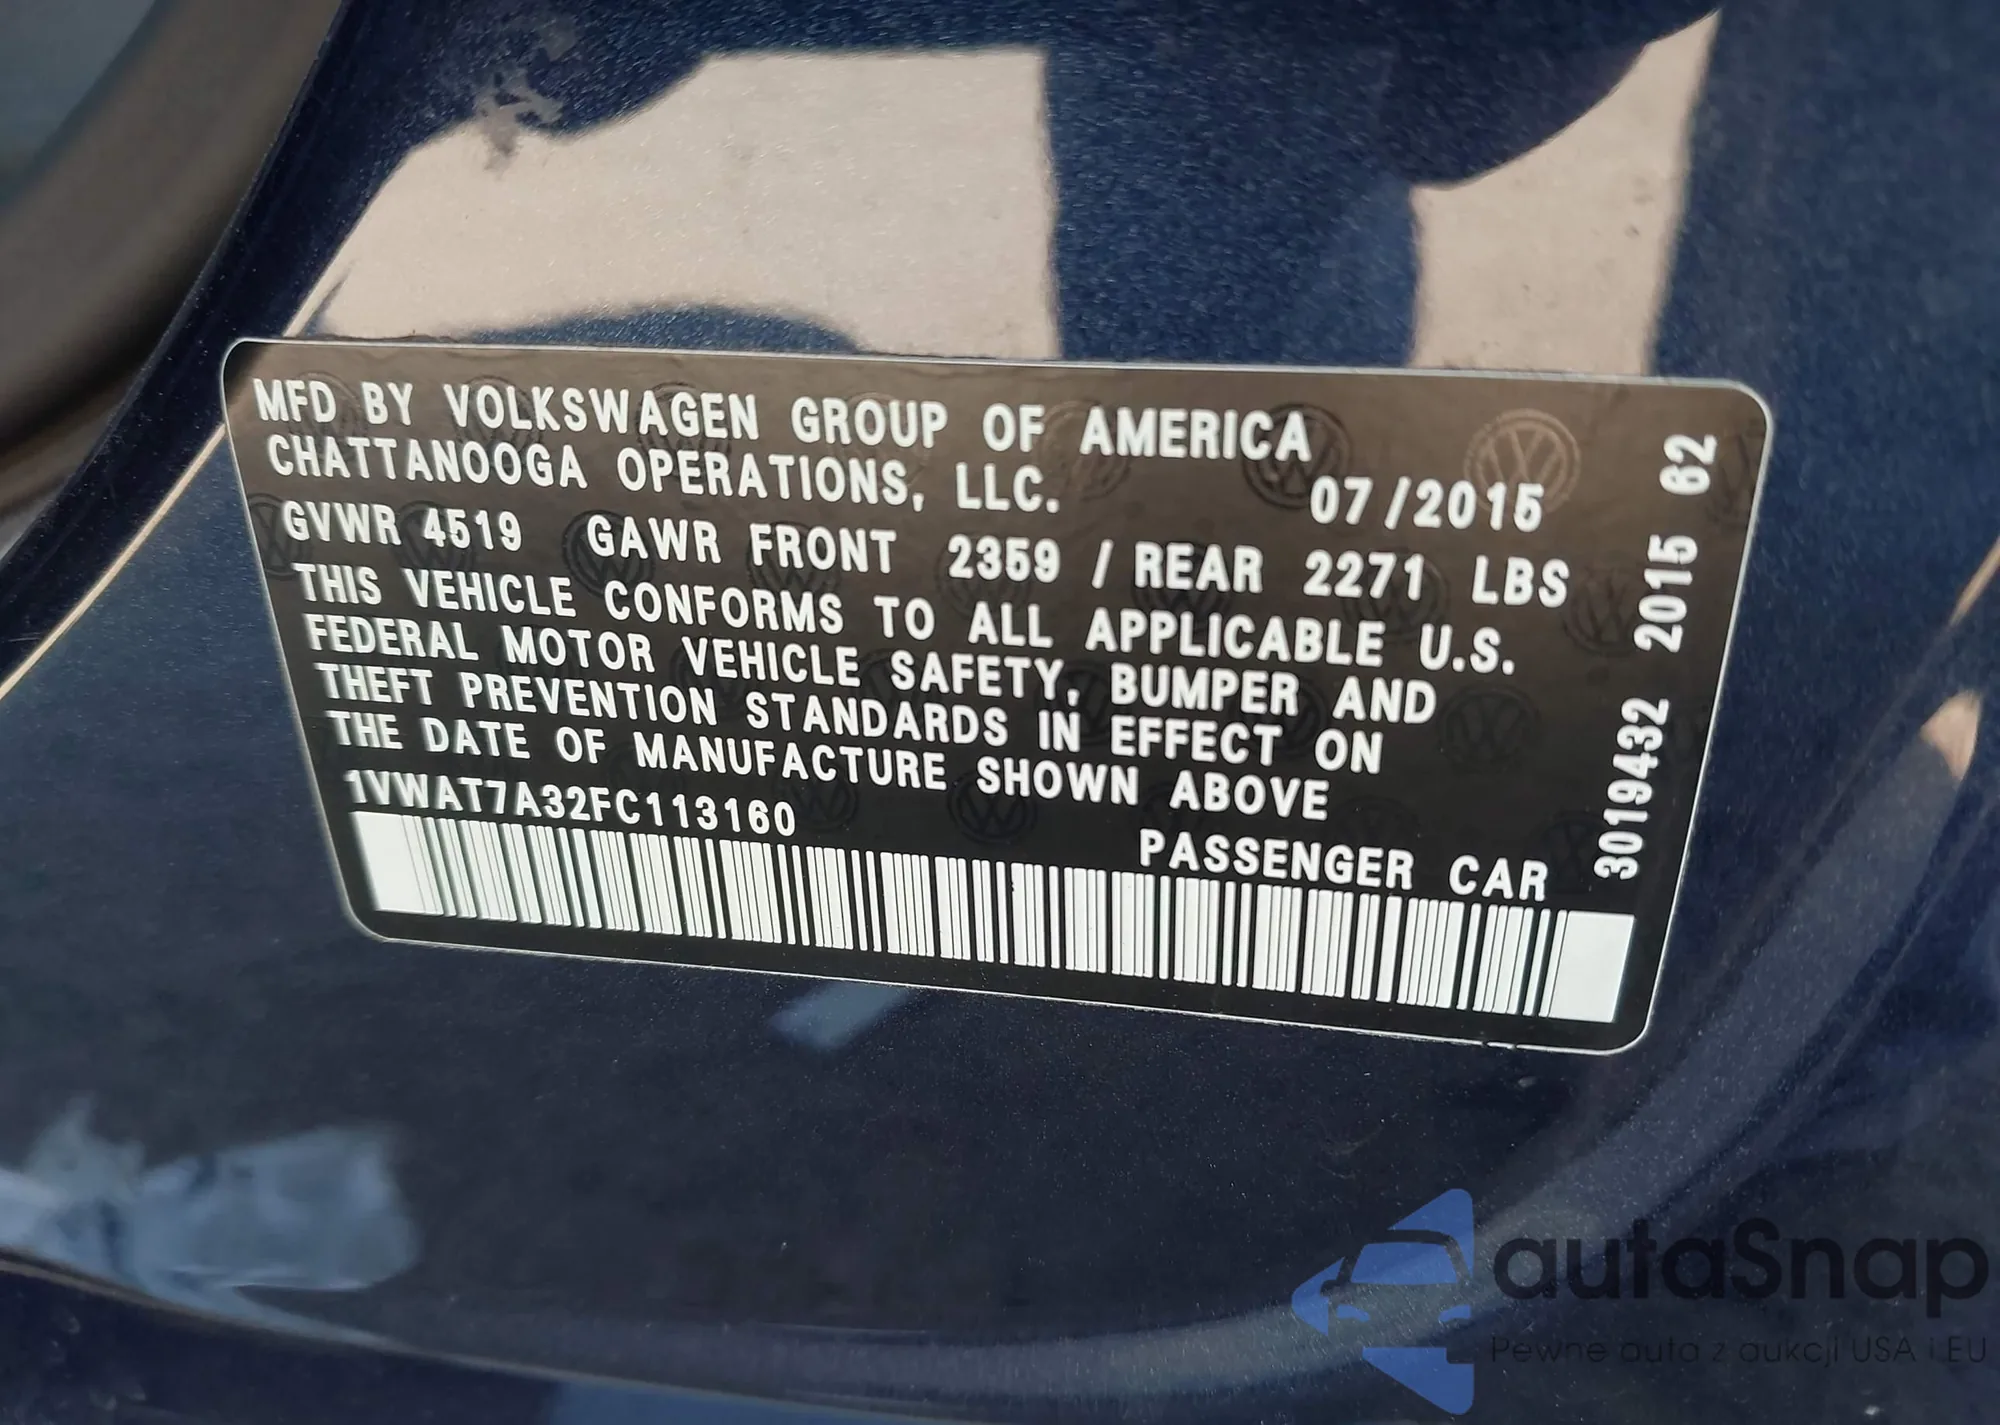 MFD BY VOLKSWAGEN GROUP OF AMERICA
CHATTANOOGA OPERATIONS, LLC.
07/2015
GVWR 4519 GAWR FRONT 2359 / REAR 2271 LBS
THIS VEHICLE CONFORMS TO ALL APPLICABLE U.S.
FEDERAL MOTOR VEHICLE SAFETY, BUMPER AND
THEFT PREVENTION STANDARDS IN EFFECT ON
THE DATE OF MANUFACTURE SHOWN ABOVE
1VWAT7A32FC113160
PASSENGER CAR
3019432 2015 62
autaSnap
Pewne auta z aukcji USA i EU